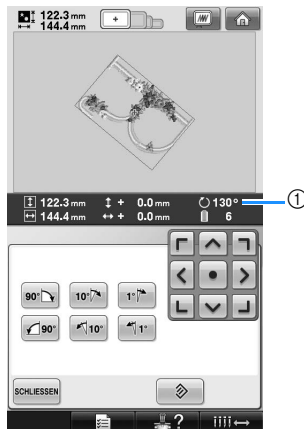 122.3 mm
144.4 mm
122.3 mm + 0.0 mm 130° ①
144.4 mm + 0.0 mm 6
90° 10° 1°
90° 10° 1°
SCHLIESSEN
?